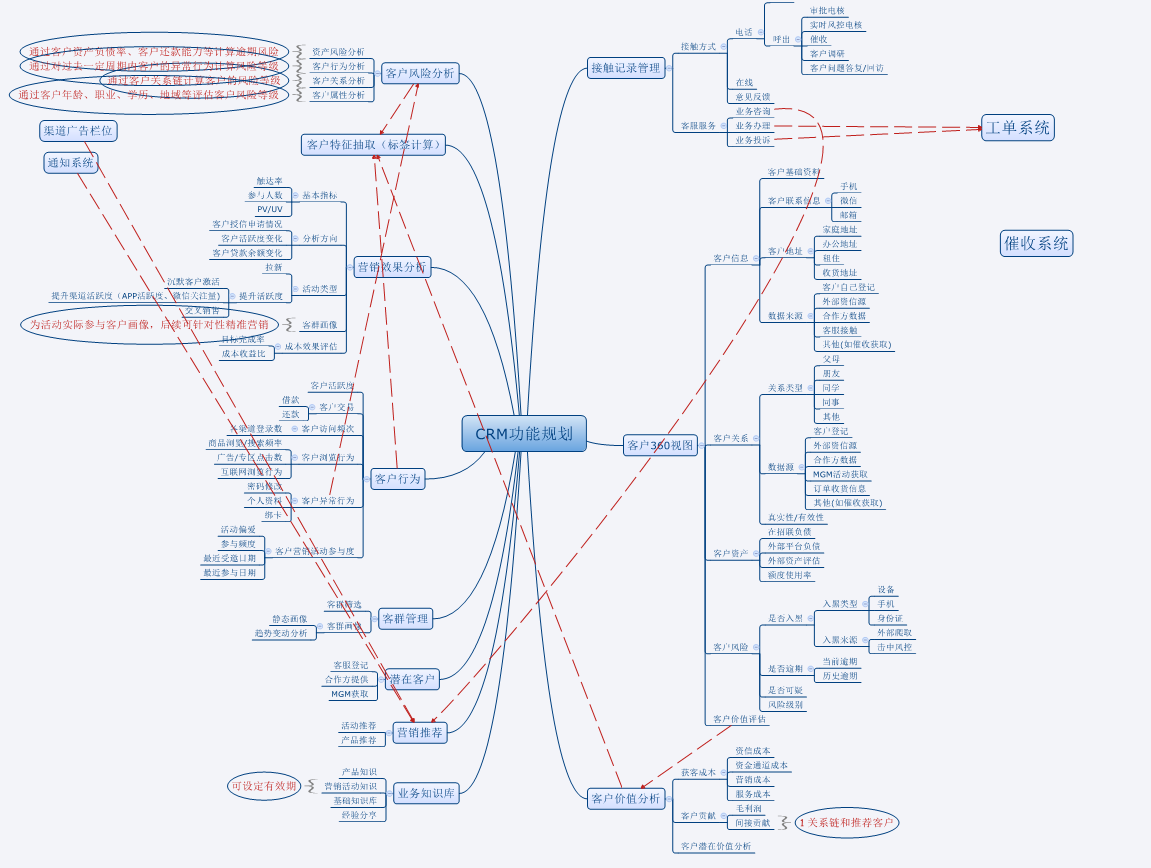 CRM功能规划
接触记录管理
接触方式
电话
呼出
审批电核
实时风控电核
催收
客户调研
客户问题答复/回访
在线
意见反馈
客服服务
业务咨询
业务办理
业务投诉
工单系统
催收系统
客户360视图
客户信息
客户基础资料
客户联系信息
手机
微信
邮箱
客户地址
家庭地址
办公地址
租住
收货地址
数据来源
客户自己登记
外部资信源
合作方数据
客服接触
其他(如催收获取)
客户关系
关系类型
父母
朋友
同学
同事
其他
数据源
客户登记
外部资信源
合作方数据
MGM活动获取
订单收货信息
其他(如催收获取)
真实性/有效性
客户资产
在招联负债
外部平台负债
外部资产评估
额度使用率
客户风险
是否入黑
入黑类型
设备
手机
身份证
入黑来源
外部爬取
击中风控
是否逾期
当前逾期
历史逾期
是否可疑
风险级别
客户价值评估
客户价值分析
获客成本
资信成本
资金通道成本
营销成本
服务成本
客户贡献
毛利润
间接贡献
1 关系链和推荐客户
客户潜在价值分析
客户风险分析
资产风险分析
通过客户资产负债率、客户还款能力等计算逾期风险
客户行为分析
通过对过去一定周期内客户的异常行为计算风险等级
客户关系分析
通过客户关系链计算客户的风险等级
客户属性分析
通过客户年龄、职业、学历、地域等评估客户风险等级
渠道广告栏位
通知系统
客户特征抽取（标签计算）
营销效果分析
基本指标
触达率
参与人数
PV/UV
分析方向
客户授信申请情况
客户活跃度变化
客户贷款余额变化
活动类型
拉新
提升活跃度
沉默客户激活
提升渠道活跃度（APP活跃度、微信关注量)
交叉销售
客群画像
为活动实际参与客户画像，后续可针对性精准营销
成本效果评估
目标完成率
成本收益比
客户行为
客户活跃度
客户交易
借款
还款
客户访问频次
渠道登录数
客户浏览行为
商品浏览/搜索频率
广告/专区点击数
互联网浏览行为
客户异常行为
密码修改
个人资料
绑卡
客户营销活动参与度
活动偏爱
参与频度
最近受邀日期
最近参与日期
客群管理
客群筛选
客群画像
静态画像
趋势变动分析
潜在客户
客服登记
合作方提供
MGM获取
营销推荐
活动推荐
产品推荐
业务知识库
产品知识
营销活动知识
可设定有效期
基础知识库
经验分享